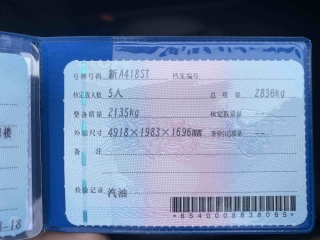 号牌号码 新A418ST 档案编号
核定载人数 5人 总质量 2830kg
整备质量 2135kg 核定载质量 --
外廓尺寸 4918×1983×1696mm 准牵引总质量 --
备注
检验记录 汽油
*6540008838065*
楼
3-18